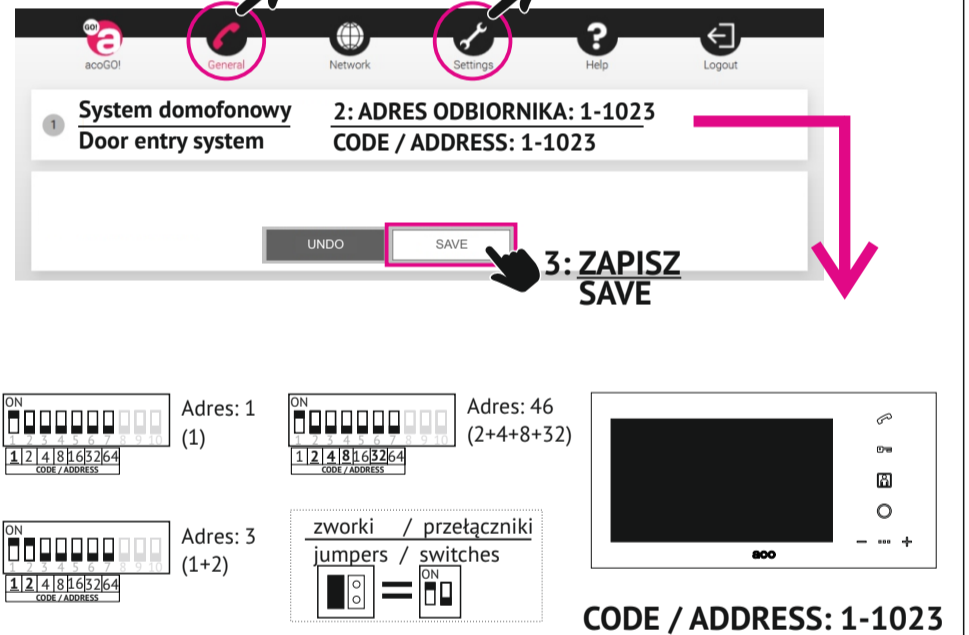 GO!
a
acoGO!
General
Network
Settings
?
Help
Logout
1
System domofonowy
Door entry system
2: ADRES ODBIORNIKA: 1-1023
CODE / ADDRESS: 1-1023
UNDO
SAVE
3: ZAPISZ
SAVE
ON
1 2 3 4 5 6 7 8 9 10
1 2 4 8 16 32 64
CODE / ADDRESS
Adres: 1
(1)
ON
1 2 3 4 5 6 7 8 9 10
1 2 4 8 16 32 64
CODE / ADDRESS
Adres: 46
(2+4+8+32)
ON
1 2 3 4 5 6 7 8 9 10
1 2 4 8 16 32 64
CODE / ADDRESS
Adres: 3
(1+2)
zworki / przełączniki
jumpers / switches
=
ON
aco
− +
CODE / ADDRESS: 1-1023